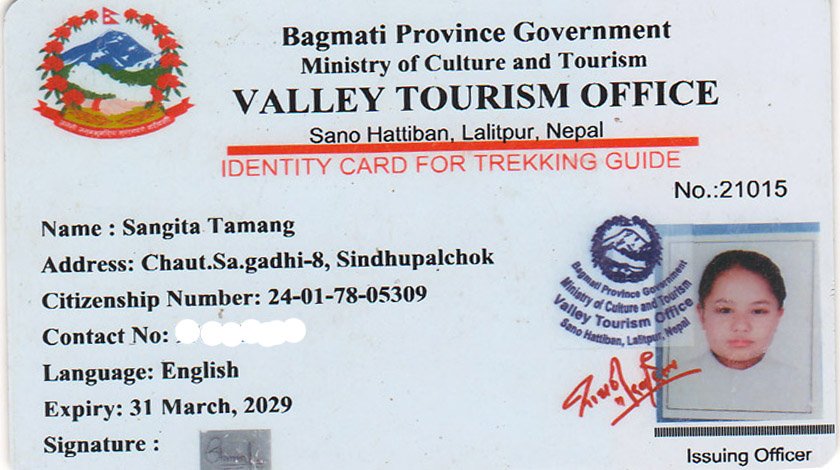 Bagmati Province Government
Ministry of Culture and Tourism
VALLEY TOURISM OFFICE
Sano Hattiban, Lalitpur, Nepal
IDENTITY CARD FOR TREKKING GUIDE
No.:21015
Name : Sangita Tamang
Address: Chaut.Sa.gadhi-8, Sindhupalchok
Citizenship Number: 24-01-78-05309
Contact No:
Language: English
Expiry: 31 March, 2029
Signature :
Bagmati Province Government
Ministry of Culture and Tourism
Valley Tourism Office
Sano Hattiban, Lalitpur, Nepal
Issuing Officer